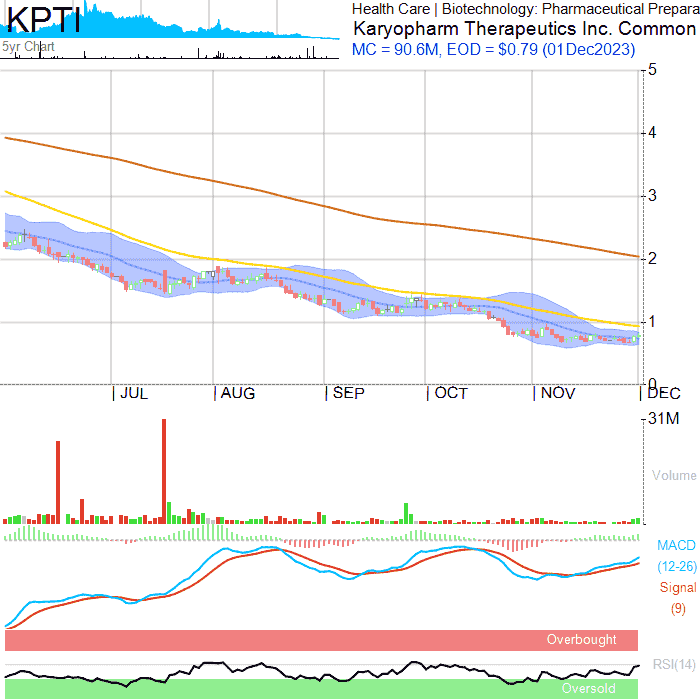 KPTI
5yr Chart
Health Care | Biotechnology: Pharmaceutical Prepara
Karyopharm Therapeutics Inc. Common
MC = 90.6M, EOD = $0.79 (01Dec2023)
5
4
3
2
1
0
JUL AUG SEP OCT NOV DEC
31M
Volume
MACD
(12-26)
Signal
(9)
Overbought
RSI(14)
Oversold